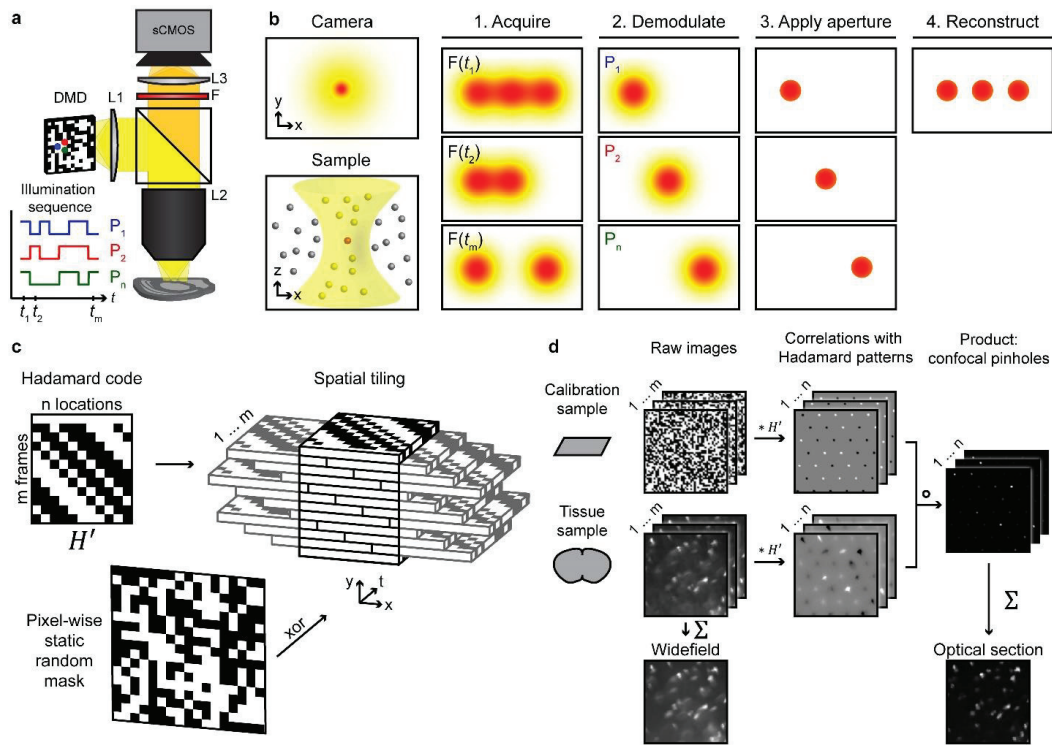 a
sCMOS
L3
F
L1
DMD
L2
Illumination
sequence
P1
P2
Pn
t1 t2 tm t
b
Camera
y
x
Sample
z
x
1. Acquire
2. Demodulate
3. Apply aperture
4. Reconstruct
F(t1)
P1
F(t2)
P2
F(tm)
Pn
c
Hadamard code
n locations
m frames
H'
Spatial tiling
1 ... m
y
t
x
xor
Pixel-wise
static
random
mask
d
Raw images
Correlations with
Hadamard patterns
Product:
confocal pinholes
Calibration
sample
1 ... m
* H'
1 ... n
1 ... n
Tissue
sample
1 ... m
* H'
1 ... n
Σ
Σ
Widefield
Optical section